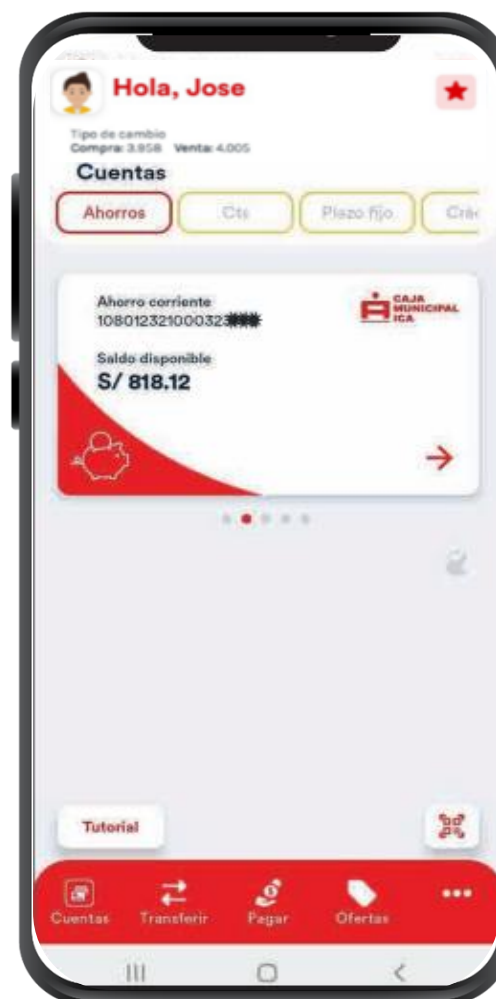 Hola, Jose
Tipo de cambio
Compra: 3.958 Venta: 4.005
Cuentas
Ahorros Cts Plazo fijo Cré
Ahorro corriente
10801232100032
CAJA
MUNICIPAL
ICA
Saldo disponible
S/ 818.12
Tutorial
Cuentas Transferir Pagar Ofertas